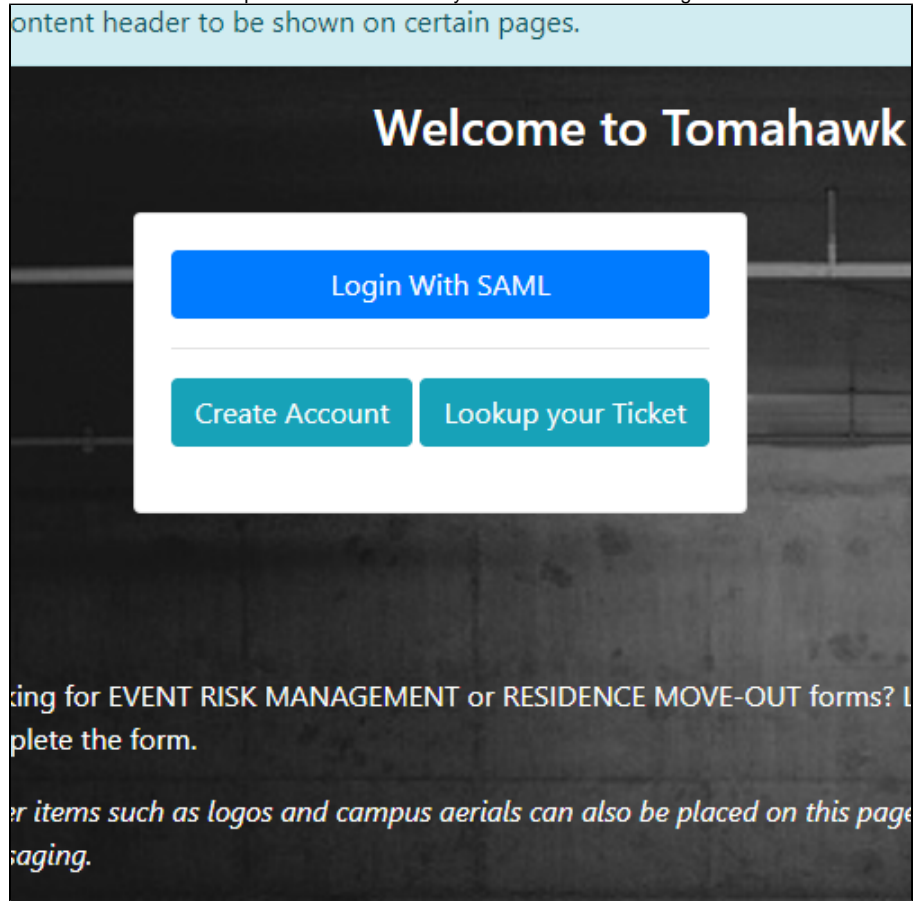 ontent header to be shown on certain pages.
Welcome to Tomahawk
Login With SAML
Create Account Lookup your Ticket
king for EVENT RISK MANAGEMENT or RESIDENCE MOVE-OUT forms? L
plete the form.
er items such as logos and campus aerials can also be placed on this page
saging.